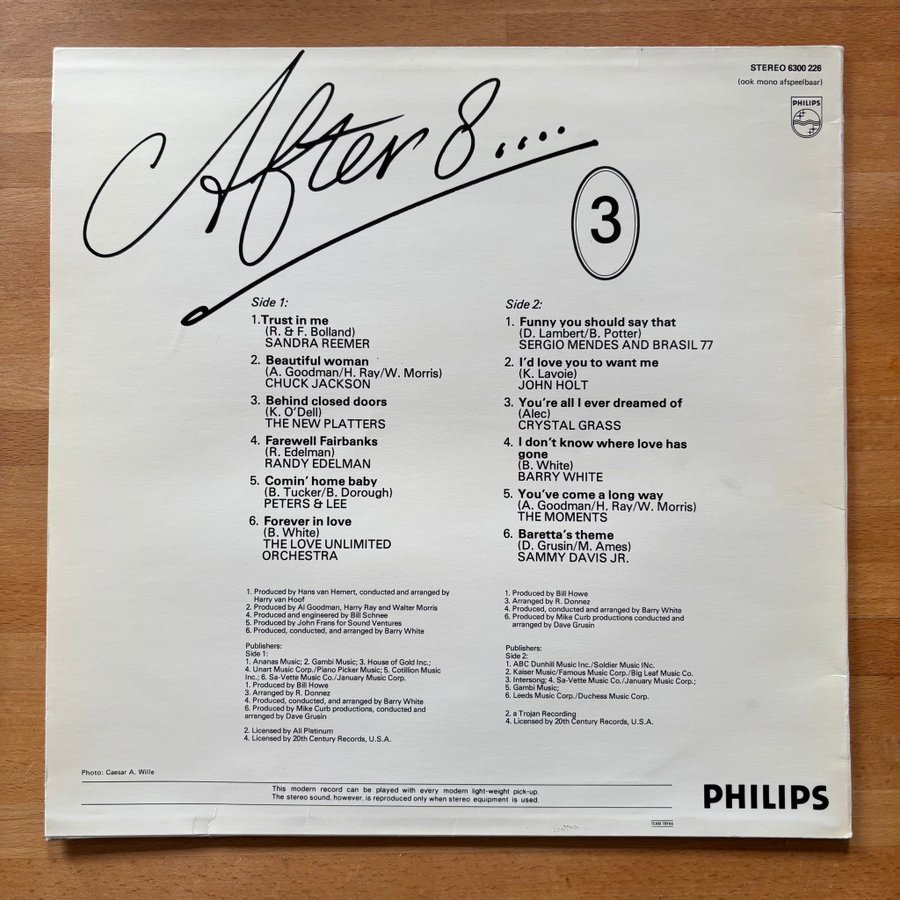 After 8....
STEREO 6300 226
(ook mono afspeelbaar)
PHILIPS
3
Side 1:
1.Trust in me
(R. & F. Bolland)
SANDRA REEMER
2. Beautiful woman
(A. Goodman/H. Ray/W. Morris)
CHUCK JACKSON
3. Behind closed doors
(K. O'Dell)
THE NEW PLATTERS
4. Farewell Fairbanks
(R. Edelman)
RANDY EDELMAN
5. Comin' home baby
(B. Tucker/B. Dorough)
PETERS & LEE
6. Forever in love
(B. White)
THE LOVE UNLIMITED
ORCHESTRA
1. Produced by Hans van Hemert, conducted and arranged by
Harry van Hoof
2. Produced by Al Goodman, Harry Ray and Walter Morris
4. Produced and engineered by Bill Schnee
5. Produced by John Frans for Sound Ventures
6. Produced, conducted, and arranged by Barry White
Publishers:
Side 1:
1. Ananas Music; 2. Gambi Music; 3. House of Gold Inc.;
4. Unart Music Corp./Piano Picker Music; 5. Cotillion Music
Inc.; 6. Sa-Vette Music Co./January Music Corp.
1. Produced by Bill Howe
3. Arranged by R. Donnez
4. Produced, conducted, and arranged by Barry White
6. Produced by Mike Curb productions, conducted and
arranged by Dave Grusin
2. Licensed by All Platinum
4. Licensed by 20th Century Records, U.S.A.
Side 2:
1. Funny you should say that
(D. Lambert/B. Potter)
SERGIO MENDES AND BRASIL 77
2. I'd love you to want me
(K. Lavoie)
JOHN HOLT
3. You're all I ever dreamed of
(Alec)
CRYSTAL GRASS
4. I don't know where love has
gone
(B. White)
BARRY WHITE
5. You've come a long way
(A. Goodman/H. Ray/W. Morris)
THE MOMENTS
6. Baretta's theme
(D. Grusin/M. Ames)
SAMMY DAVIS JR.
1. Produced by Bill Howe
3. Arranged by R. Donnez
4. Produced, conducted and arranged by Barry White
6. Produced by Mike Curb productions conducted and
arranged by Dave Grusin
Publishers:
Side 2:
1. ABC Dunhill Music Inc./Soldier Music INc.
2. Kaiser Music/Famous Music Corp./Big Leaf Music Co.
3. Intersong; 4. Sa-Vette Music Co./January Music Corp.;
5. Gambi Music;
6. Leeds Music Corp./Duchess Music Corp.
2. a Trojan Recording
4. Licensed by 20th Century Records, U.S.A.
Photo: Caesar A. Wille
This modern record can be played with every modern light-weight pick-up.
The stereo sound, however, is reproduced only when stereo equipment is used.
PHILIPS